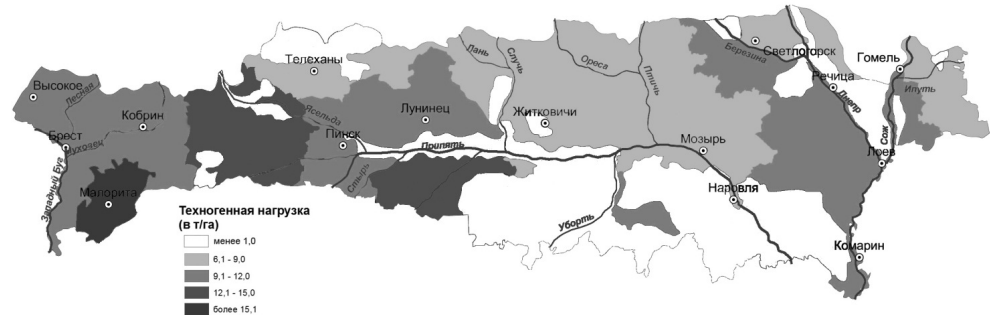 Телеханы
Лань
Случь
Ореса
Птичь
Березина
Светлогорск
Гомель
Речица
Днепр
Ипуть
Высокое
Лесная
Кобрин
Ясельда
Лунинец
Житковичи
Брест
Мухавец
Пинск
Припять
Мозырь
Сож
Лоев
Западный Буг
Малорита
Стырь
Наровля
Уборть
Комарин
Техногенная нагрузка
(в т/га)
менее 1,0
6,1 - 9,0
9,1 - 12,0
12,1 - 15,0
более 15,1